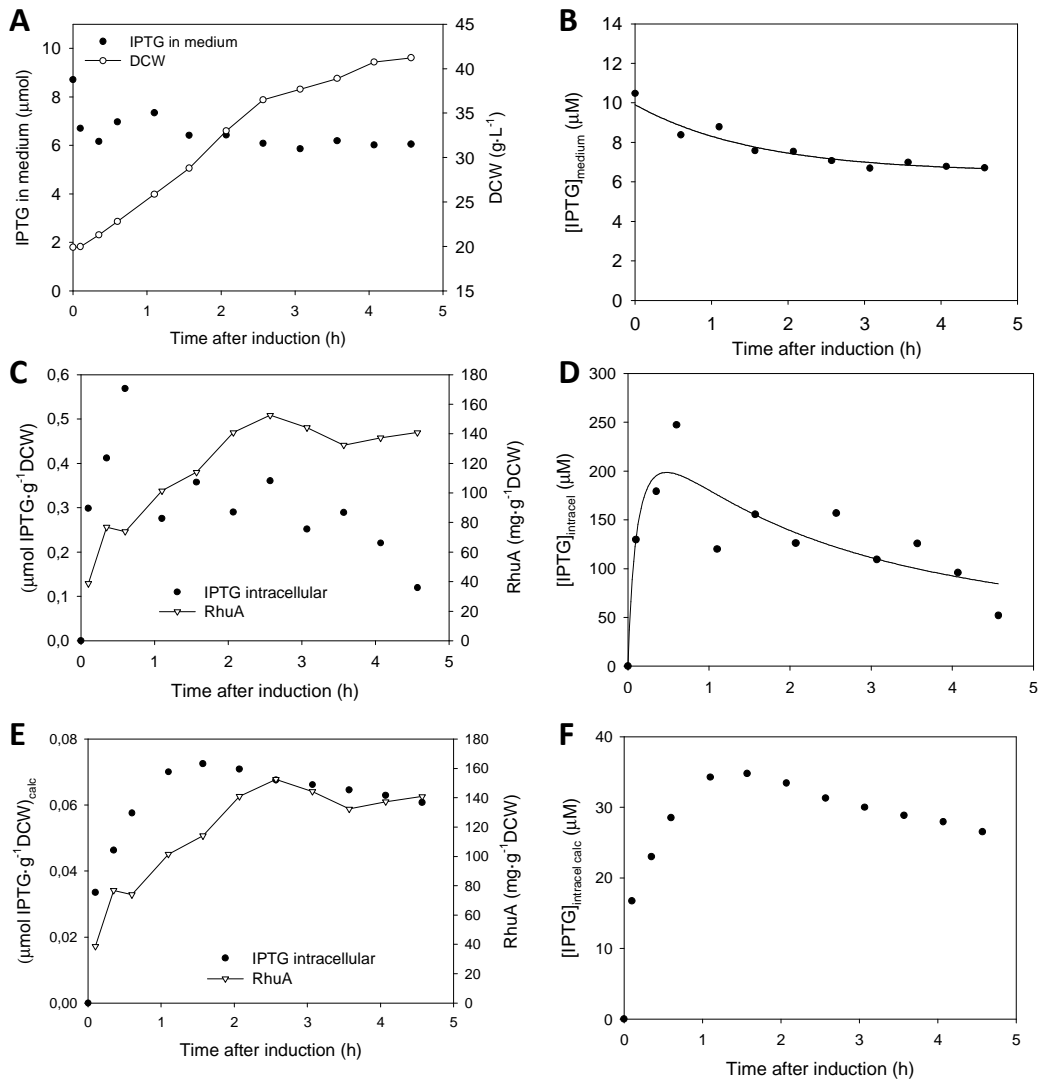 A
IPTG in medium
DCW
IPTG in medium (μmol)
10
8
6
4
2
0
DCW (g·L⁻¹)
45
40
35
30
25
20
15
0 1 2 3 4 5
Time after induction (h)
B
[IPTG]medium (μM)
14
12
10
8
6
4
2
0
0 1 2 3 4 5
Time after induction (h)
C
(μmol IPTG·g⁻¹DCW)
0,6
0,5
0,4
0,3
0,2
0,1
0,0
RhuA (mg·g⁻¹DCW)
180
160
140
120
100
80
60
40
20
0
IPTG intracellular
RhuA
0 1 2 3 4 5
Time after induction (h)
D
[IPTG]intracel (μM)
300
250
200
150
100
50
0
0 1 2 3 4 5
E
(μmol IPTG·g⁻¹DCW)calc
0,08
0,06
0,04
0,02
0,00
RhuA (mg·g⁻¹DCW)
180
160
140
120
100
80
60
40
20
0
IPTG intracellular
RhuA
0 1 2 3 4 5
Time after induction (h)
F
[IPTG]intracel calc (μM)
40
30
20
10
0
0 1 2 3 4 5
Time after induction (h)